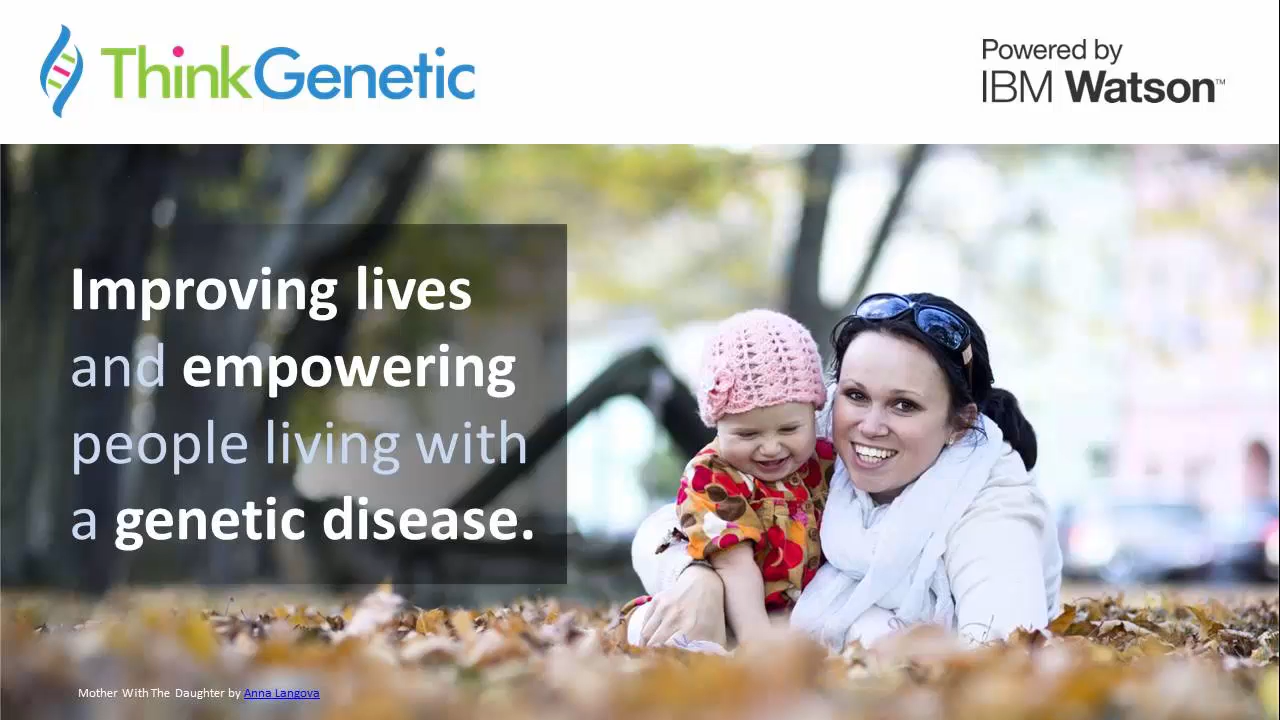 ThinkGenetic
Powered by
IBM Watson™
Improving lives
and empowering
people living with
a genetic disease.
Mother With The Daughter by Anna Langova